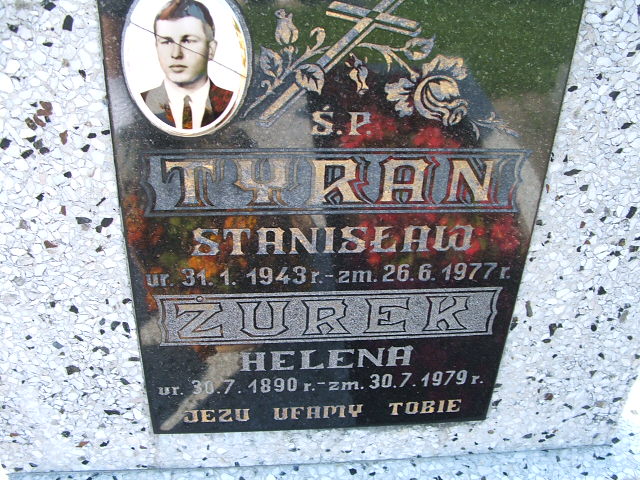 Ś.P.
TYRAN
STANISŁAW
ur. 31.1.1943 r.-zm. 26.6.1977 r.
ŻUREK
HELENA
ur. 30.7.1890 r.-zm. 30.7.1979 r.
JEZU UFAMY TOBIE